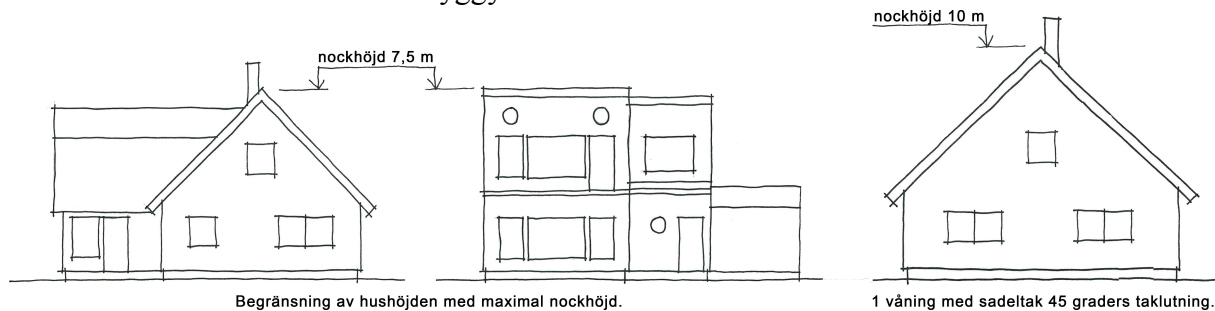 nockhöjd 10 m
nockhöjd 7,5 m
Begränsning av hushöjden med maximal nockhöjd.
1 våning med sadeltak 45 graders taklutning.